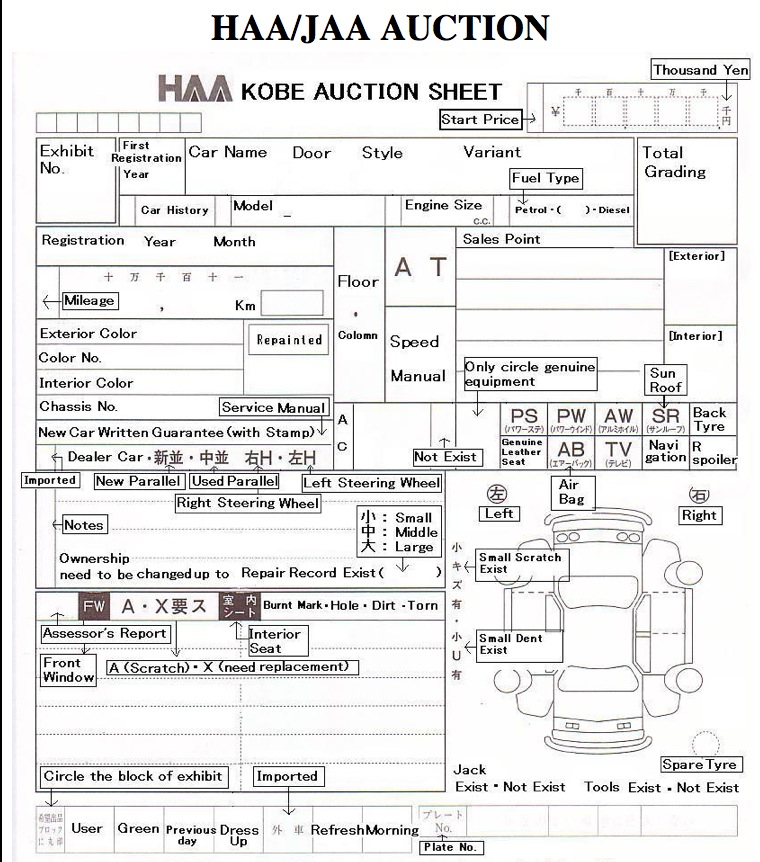 HAA/JAA AUCTION
Thousand Yen
HAA KOBE AUCTION SHEET
Start Price
¥ 千 百 十 万 千 千円
Exhibit No.
First Registration Year
Car Name Door Style Variant
Total Grading
Fuel Type
Car History
Model _
Engine Size c.c.
Petrol・( )・Diesel
Registration Year Month
Floor
・
Colomn
A T
Sales Point
[Exterior]
十 万 千 百 十 一
Mileage , Km
Exterior Color
Repainted
Speed
Manual
[Interior]
Color No.
Interior Color
Only circle genuine equipment
Sun Roof
Chassis No.
Service Manual
A
C
Not Exist
PS (パワーステ)
PW (パワーウインド)
AW (アルミホイル)
SR (サンルーフ)
Back Tyre
New Car Written Guarantee (with Stamp)
Genuine Leather Seat
AB (エアーバック)
TV (テレビ)
Navi gation
R spoiler
Dealer Car・新並・中並 右H・左H
Imported
New Parallel
Used Parallel
Left Steering Wheel
Right Steering Wheel
Air Bag
左
Left
右
Right
Notes
小 : Small
中 : Middle
大 : Large
Ownership
need to be changed up to Repair Record Exist( )
小キズ有・小U有
Small Scratch Exist
Small Dent Exist
FW A・X要ス 室内シート Burnt Mark・Hole・Dirt・Torn
Assessor's Report
Interior Seat
Front Window
A (Scratch)・X (need replacement)
Spare Tyre
Jack
Exist・Not Exist Tools Exist・Not Exist
Circle the block of exhibit
Imported
希望出品
ブロック
に丸印
User
Green
Previous day
Dress Up
外車
Refresh
Morning
プレート
No.
Plate No.